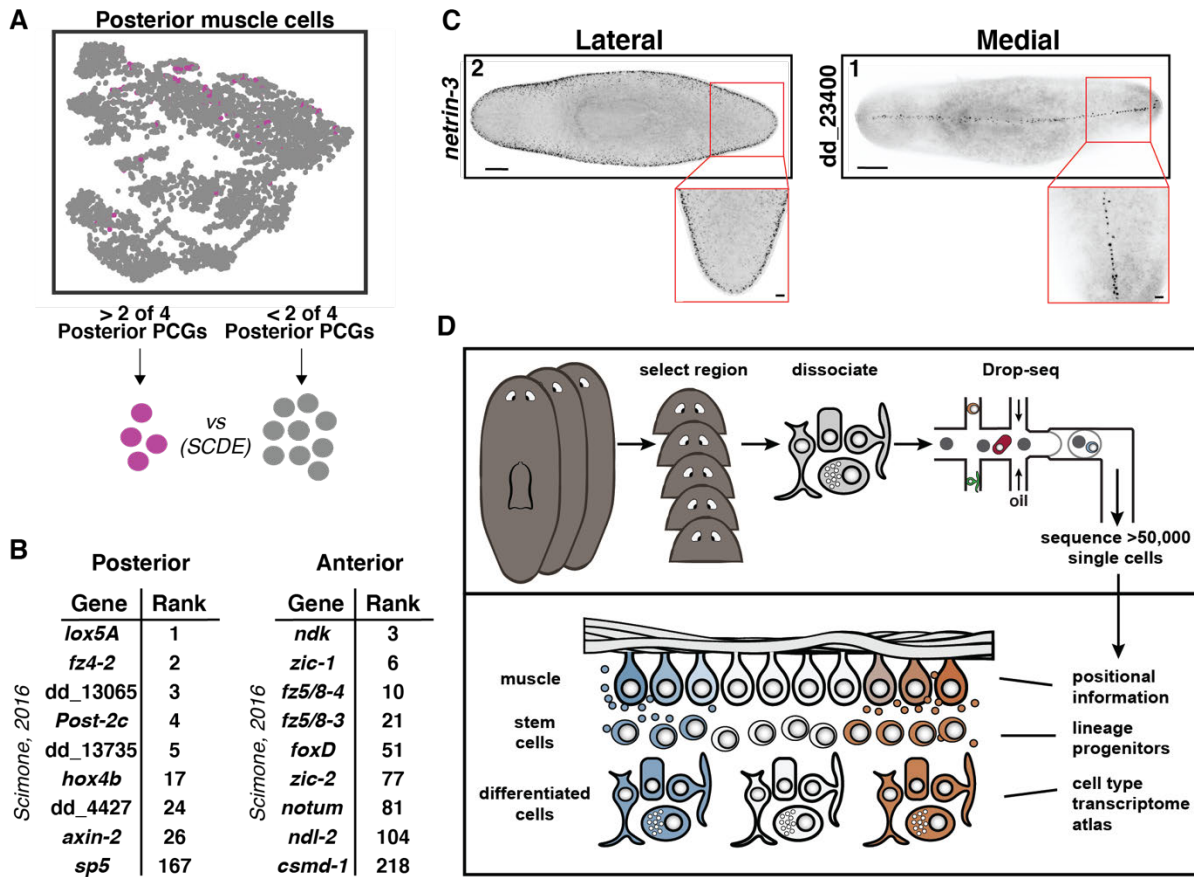 A
Posterior muscle cells
> 2 of 4
Posterior PCGs
< 2 of 4
Posterior PCGs
vs
(SCDE)
B
Posterior
Gene Rank
Scimone, 2016
lox5A 1
fz4-2 2
dd_13065 3
Post-2c 4
dd_13735 5
hox4b 17
dd_4427 24
axin-2 26
sp5 167
Anterior
Gene Rank
Scimone, 2016
ndk 3
zic-1 6
fz5/8-4 10
fz5/8-3 21
foxD 51
zic-2 77
notum 81
ndl-2 104
csmd-1 218
C
Lateral
netrin-3
2
Medial
dd_23400
1
D
select region
dissociate
Drop-seq
oil
sequence >50,000
single cells
muscle
stem
cells
differentiated
cells
positional
information
lineage
progenitors
cell type
transcriptome
atlas